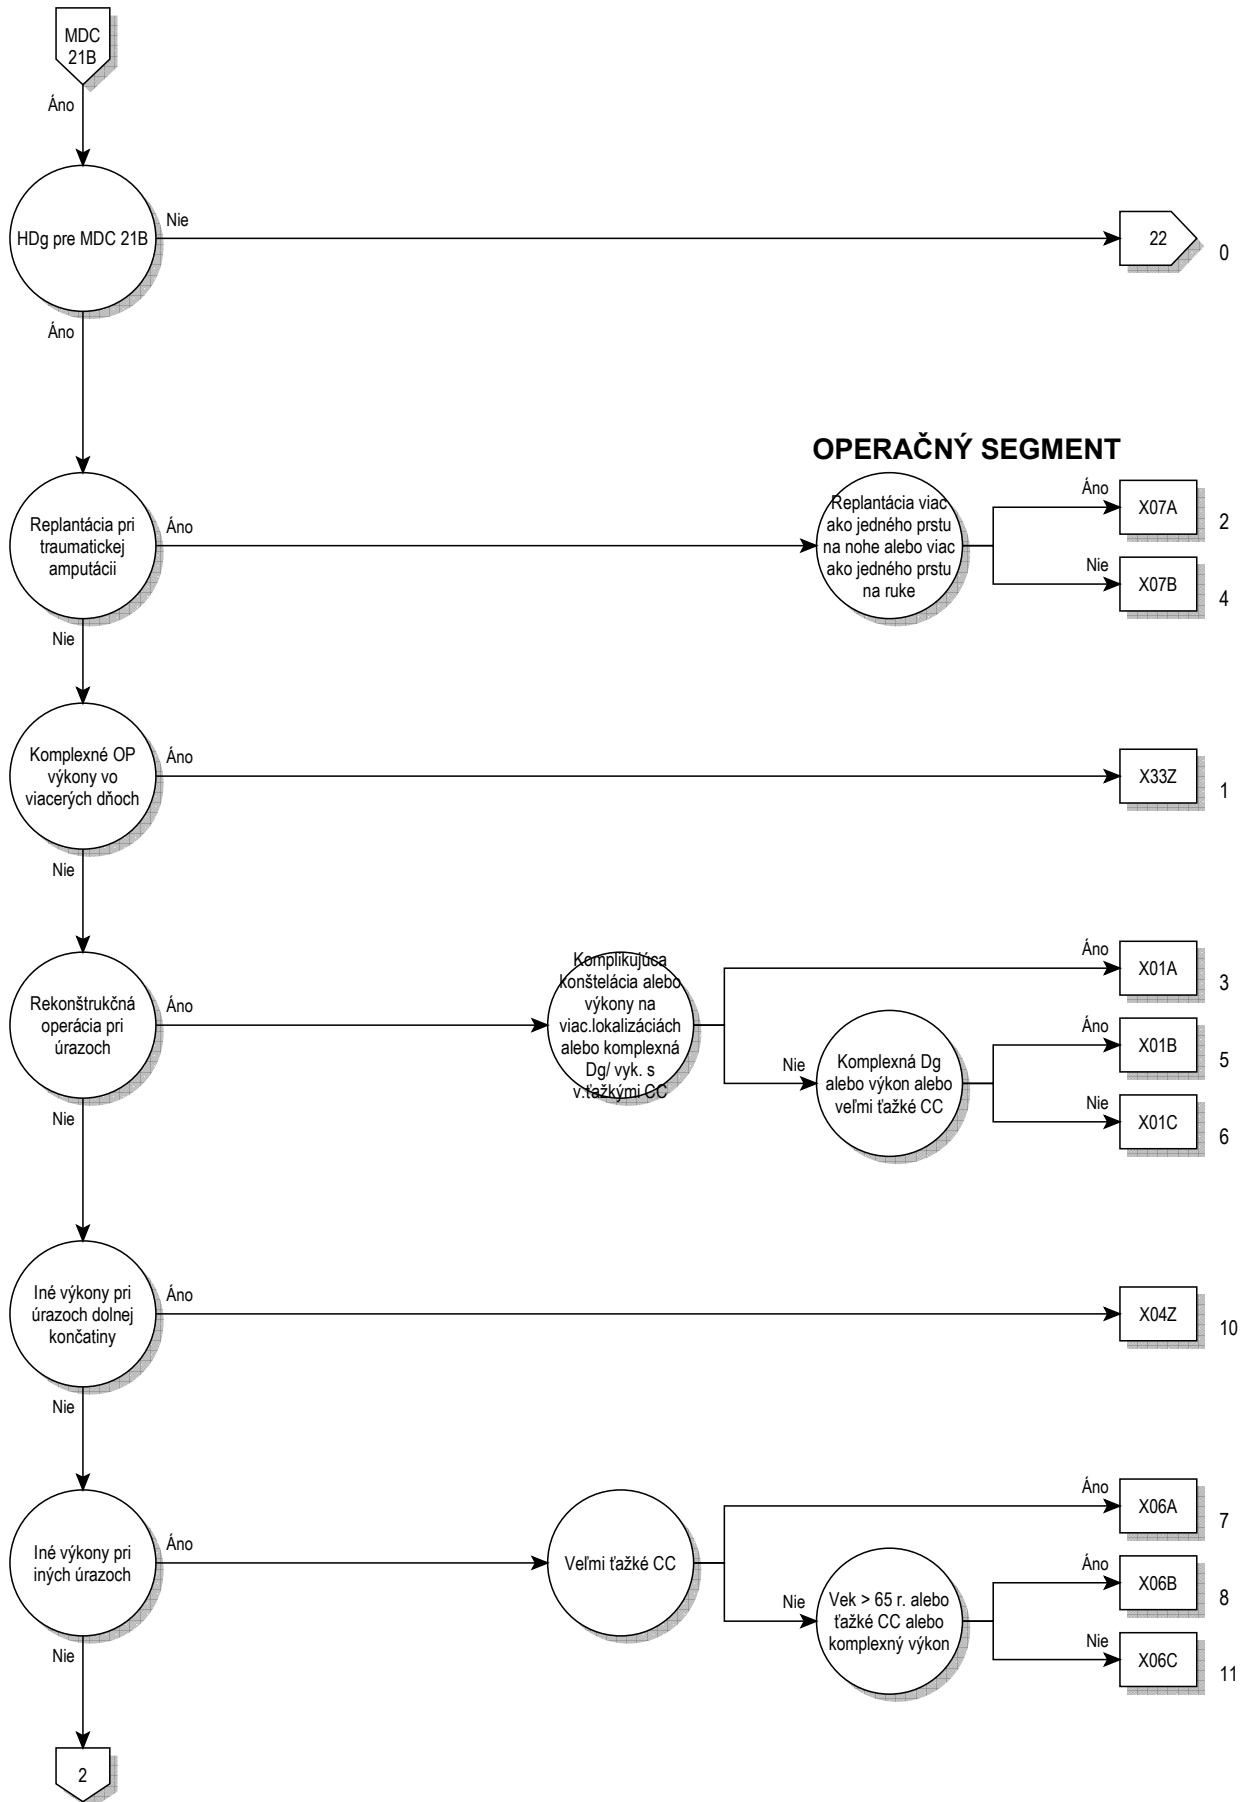 MDC
21B
Áno
HDg pre MDC 21B
Nie
22
0
Áno
OPERAČNÝ SEGMENT
Replantácia pri
traumatickej
amputácii
Áno
Replantácia viac
ako jedného prstu
na nohe alebo viac
ako jedného prstu
na ruke
Áno
X07A
2
Nie
X07B
4
Nie
Komplexné OP
výkony vo
viacerých dňoch
Áno
X33Z
1
Nie
Rekonštrukčná
operácia pri
úrazoch
Áno
Komplikujúca
konštelácia alebo
výkony na
viac.lokalizáciách
alebo komplexná
Dg/ vyk. s
v.ťažkými CC
Áno
X01A
3
Nie
Komplexná Dg
alebo výkon alebo
veľmi ťažké CC
Áno
X01B
5
Nie
X01C
6
Nie
Iné výkony pri
úrazoch dolnej
končatiny
Áno
X04Z
10
Nie
Iné výkony pri
iných úrazoch
Áno
Veľmi ťažké CC
Áno
X06A
7
Nie
Vek > 65 r. alebo
ťažké CC alebo
komplexný výkon
Áno
X06B
8
Nie
X06C
11
Nie
2